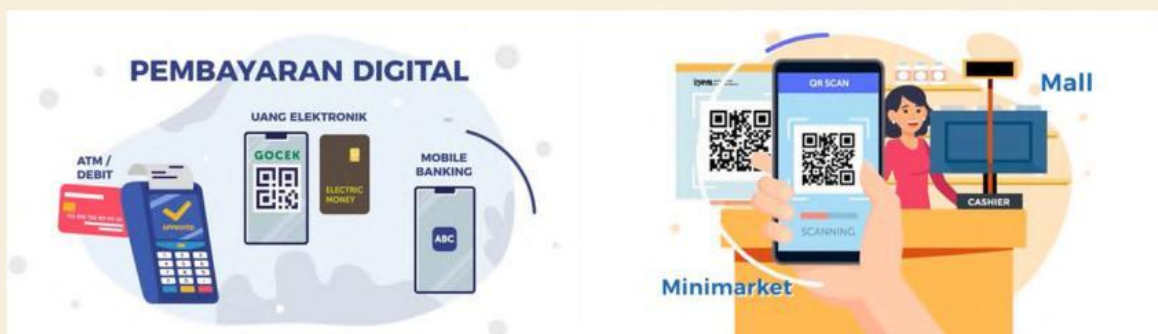 PEMBAYARAN DIGITAL
UANG ELEKTRONIK
ATM /
DEBIT
APPROVED
GOCEK
ELECTRIC
MONEY
MOBILE
BANKING
ABC
QR SCAN
Mall
CASHIER
SCANNING
Minimarket